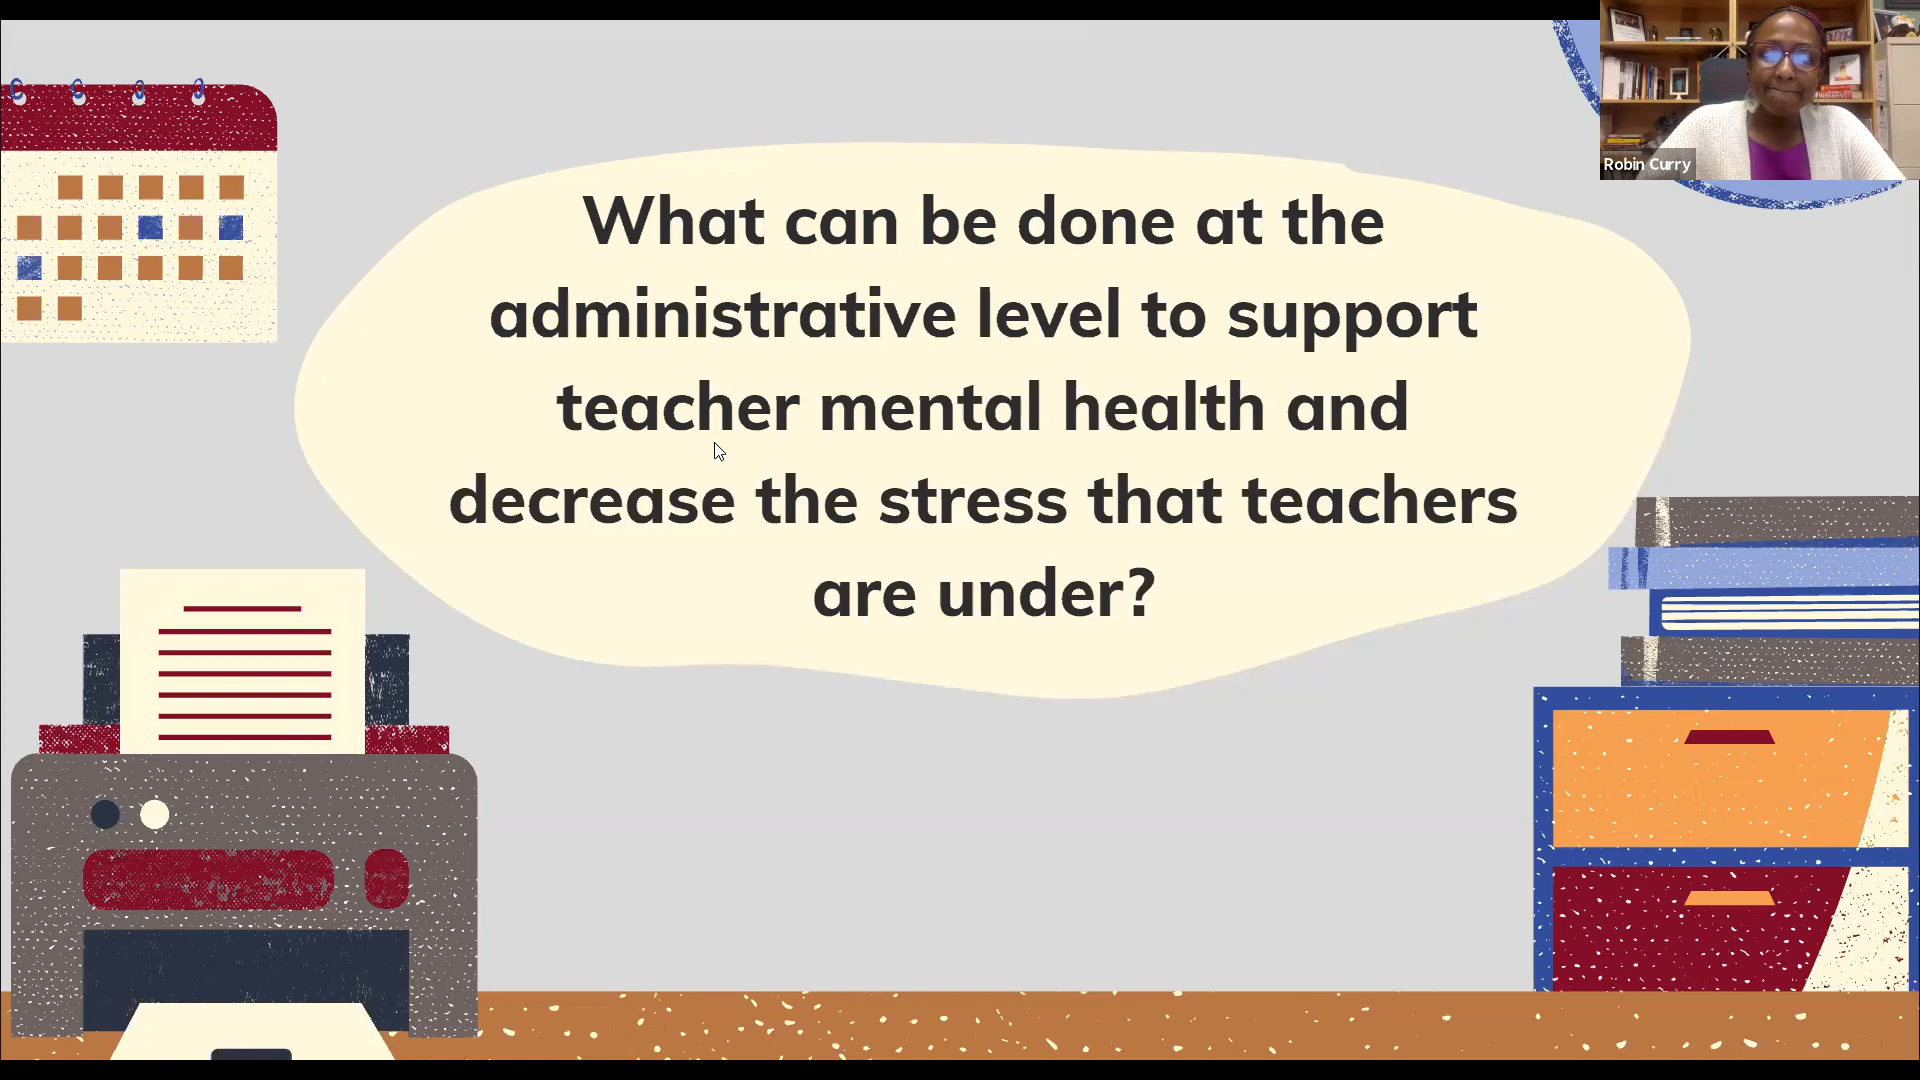 What can be done at the
administrative level to support
teacher mental health and
decrease the stress that teachers
are under?
Robin Curry